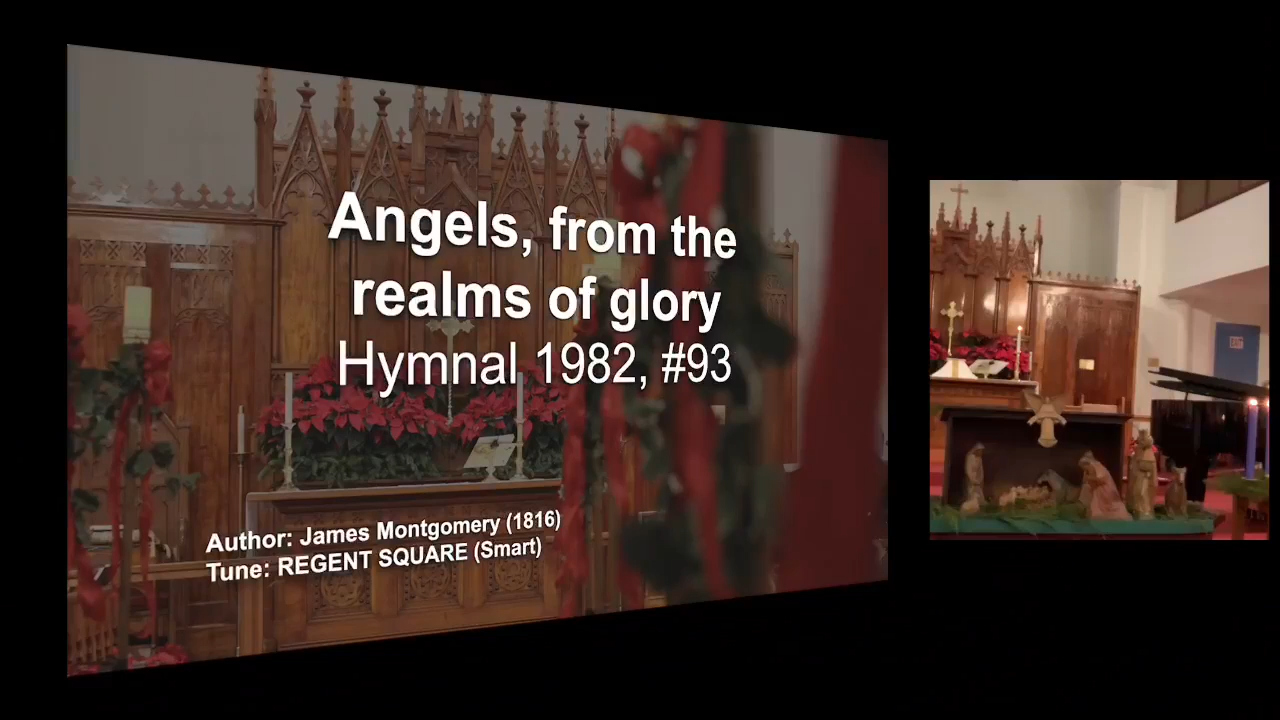 Angels, from the
realms of glory
Hymnal 1982, #93
Author: James Montgomery (1816)
Tune: REGENT SQUARE (Smart)